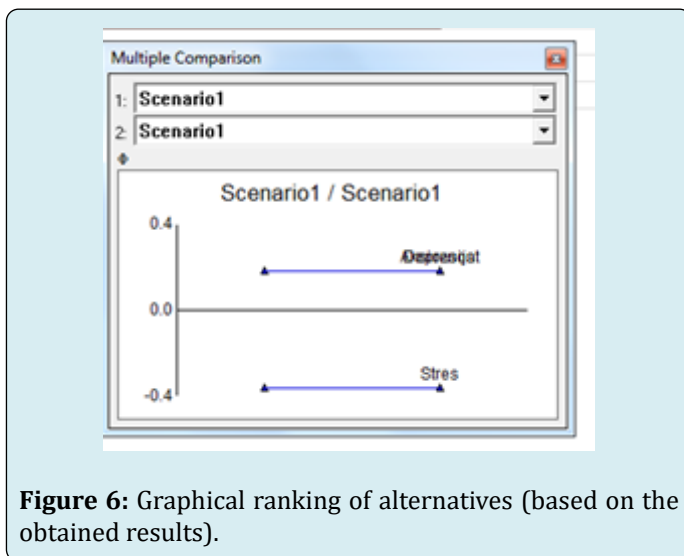 Multiple Comparison
1: Scenario1
2: Scenario1
Scenario1 / Scenario1
0.4
0.0
Stres
-0.4
Figure 6: Graphical ranking of alternatives (based on the
obtained results).